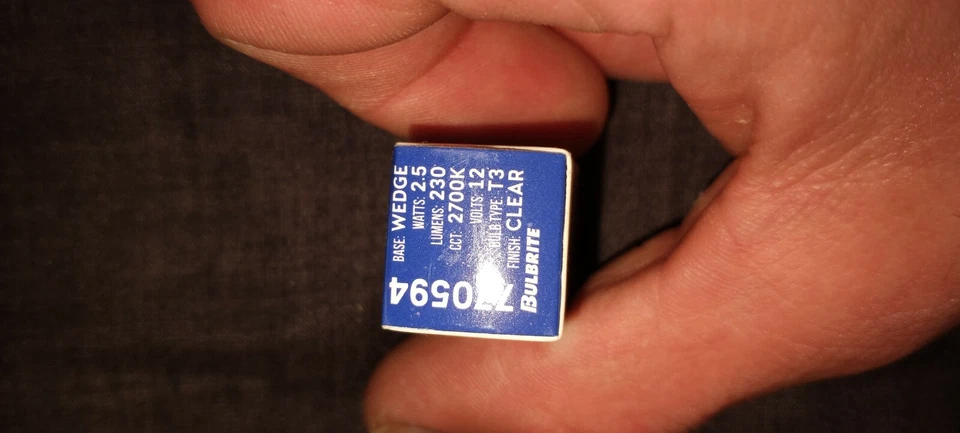 BASE: WEDGE
WATTS: 2.5
LUMENS: 230
CCT: 2700K
VOLTS: 12
BULB TYPE: T3
FINISH: CLEAR
BULBRITE
770594